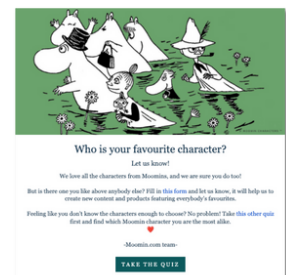 Who is your favourite character?
Let us know!
We love all the characters from Moomins, and we are sure you do too!
But is there one you like above anybody else? Fill in this form and let us know, it will help us to
create new content and products featuring everybody's favourites.
Feeling like you don't know the characters enough to choose? No problem! Take this other quiz
first and find which Moomin character you are the most alike.
-Moomin.com team-
TAKE THE QUIZ